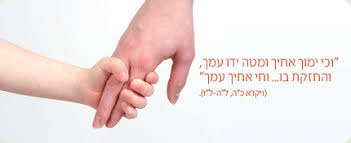 "וכי ימוך אחיך ומטה ידו עמך,
והחזקת בו... וחי אחיך עמך"
(ויקרא כ"ה, ל"ה-ל"ו).